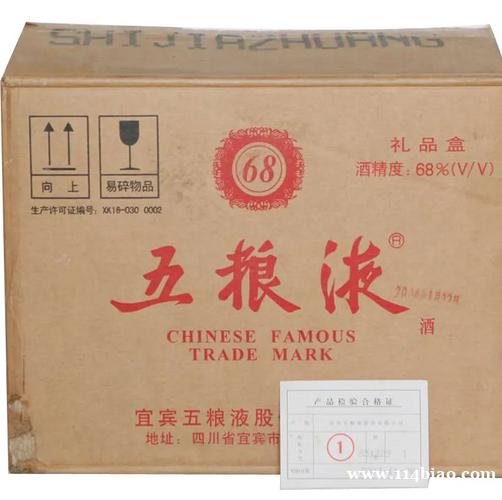 SHIJIAZHUANG
68
礼品盒
酒精度：68%(V/V)
向上
易碎物品
生产许可证编号：XK16-030 0002
五粮液®
酒
CHINESE FAMOUS
TRADE MARK
产品检验合格证
1
宜宾五粮液股
地址：四川省宜宾市
www.114biao.com